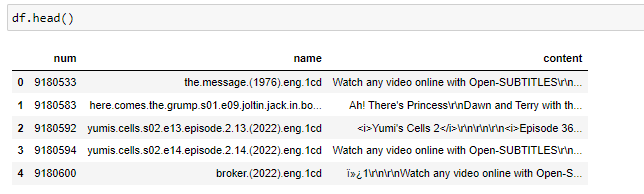 df.head()
num name content
0 9180533 the.message.(1976).eng.1cd Watch any video online with Open-SUBTITLES\r\n...
1 9180583 here.comes.the.grump.s01.e09.joltin.jack.in.bo... Ah! There's Princess\r\nDawn and Terry with th...
2 9180592 yumis.cells.s02.e13.episode.2.13.(2022).eng.1cd <i>Yumi's Cells 2</i>\r\n\r\n\r\n<i>Episode 36...
3 9180594 yumis.cells.s02.e14.episode.2.14.(2022).eng.1cd Watch any video online with Open-SUBTITLES\r\n...
4 9180600 broker.(2022).eng.1cd ï»¿1\r\n\r\nWatch any video online with Open-S...